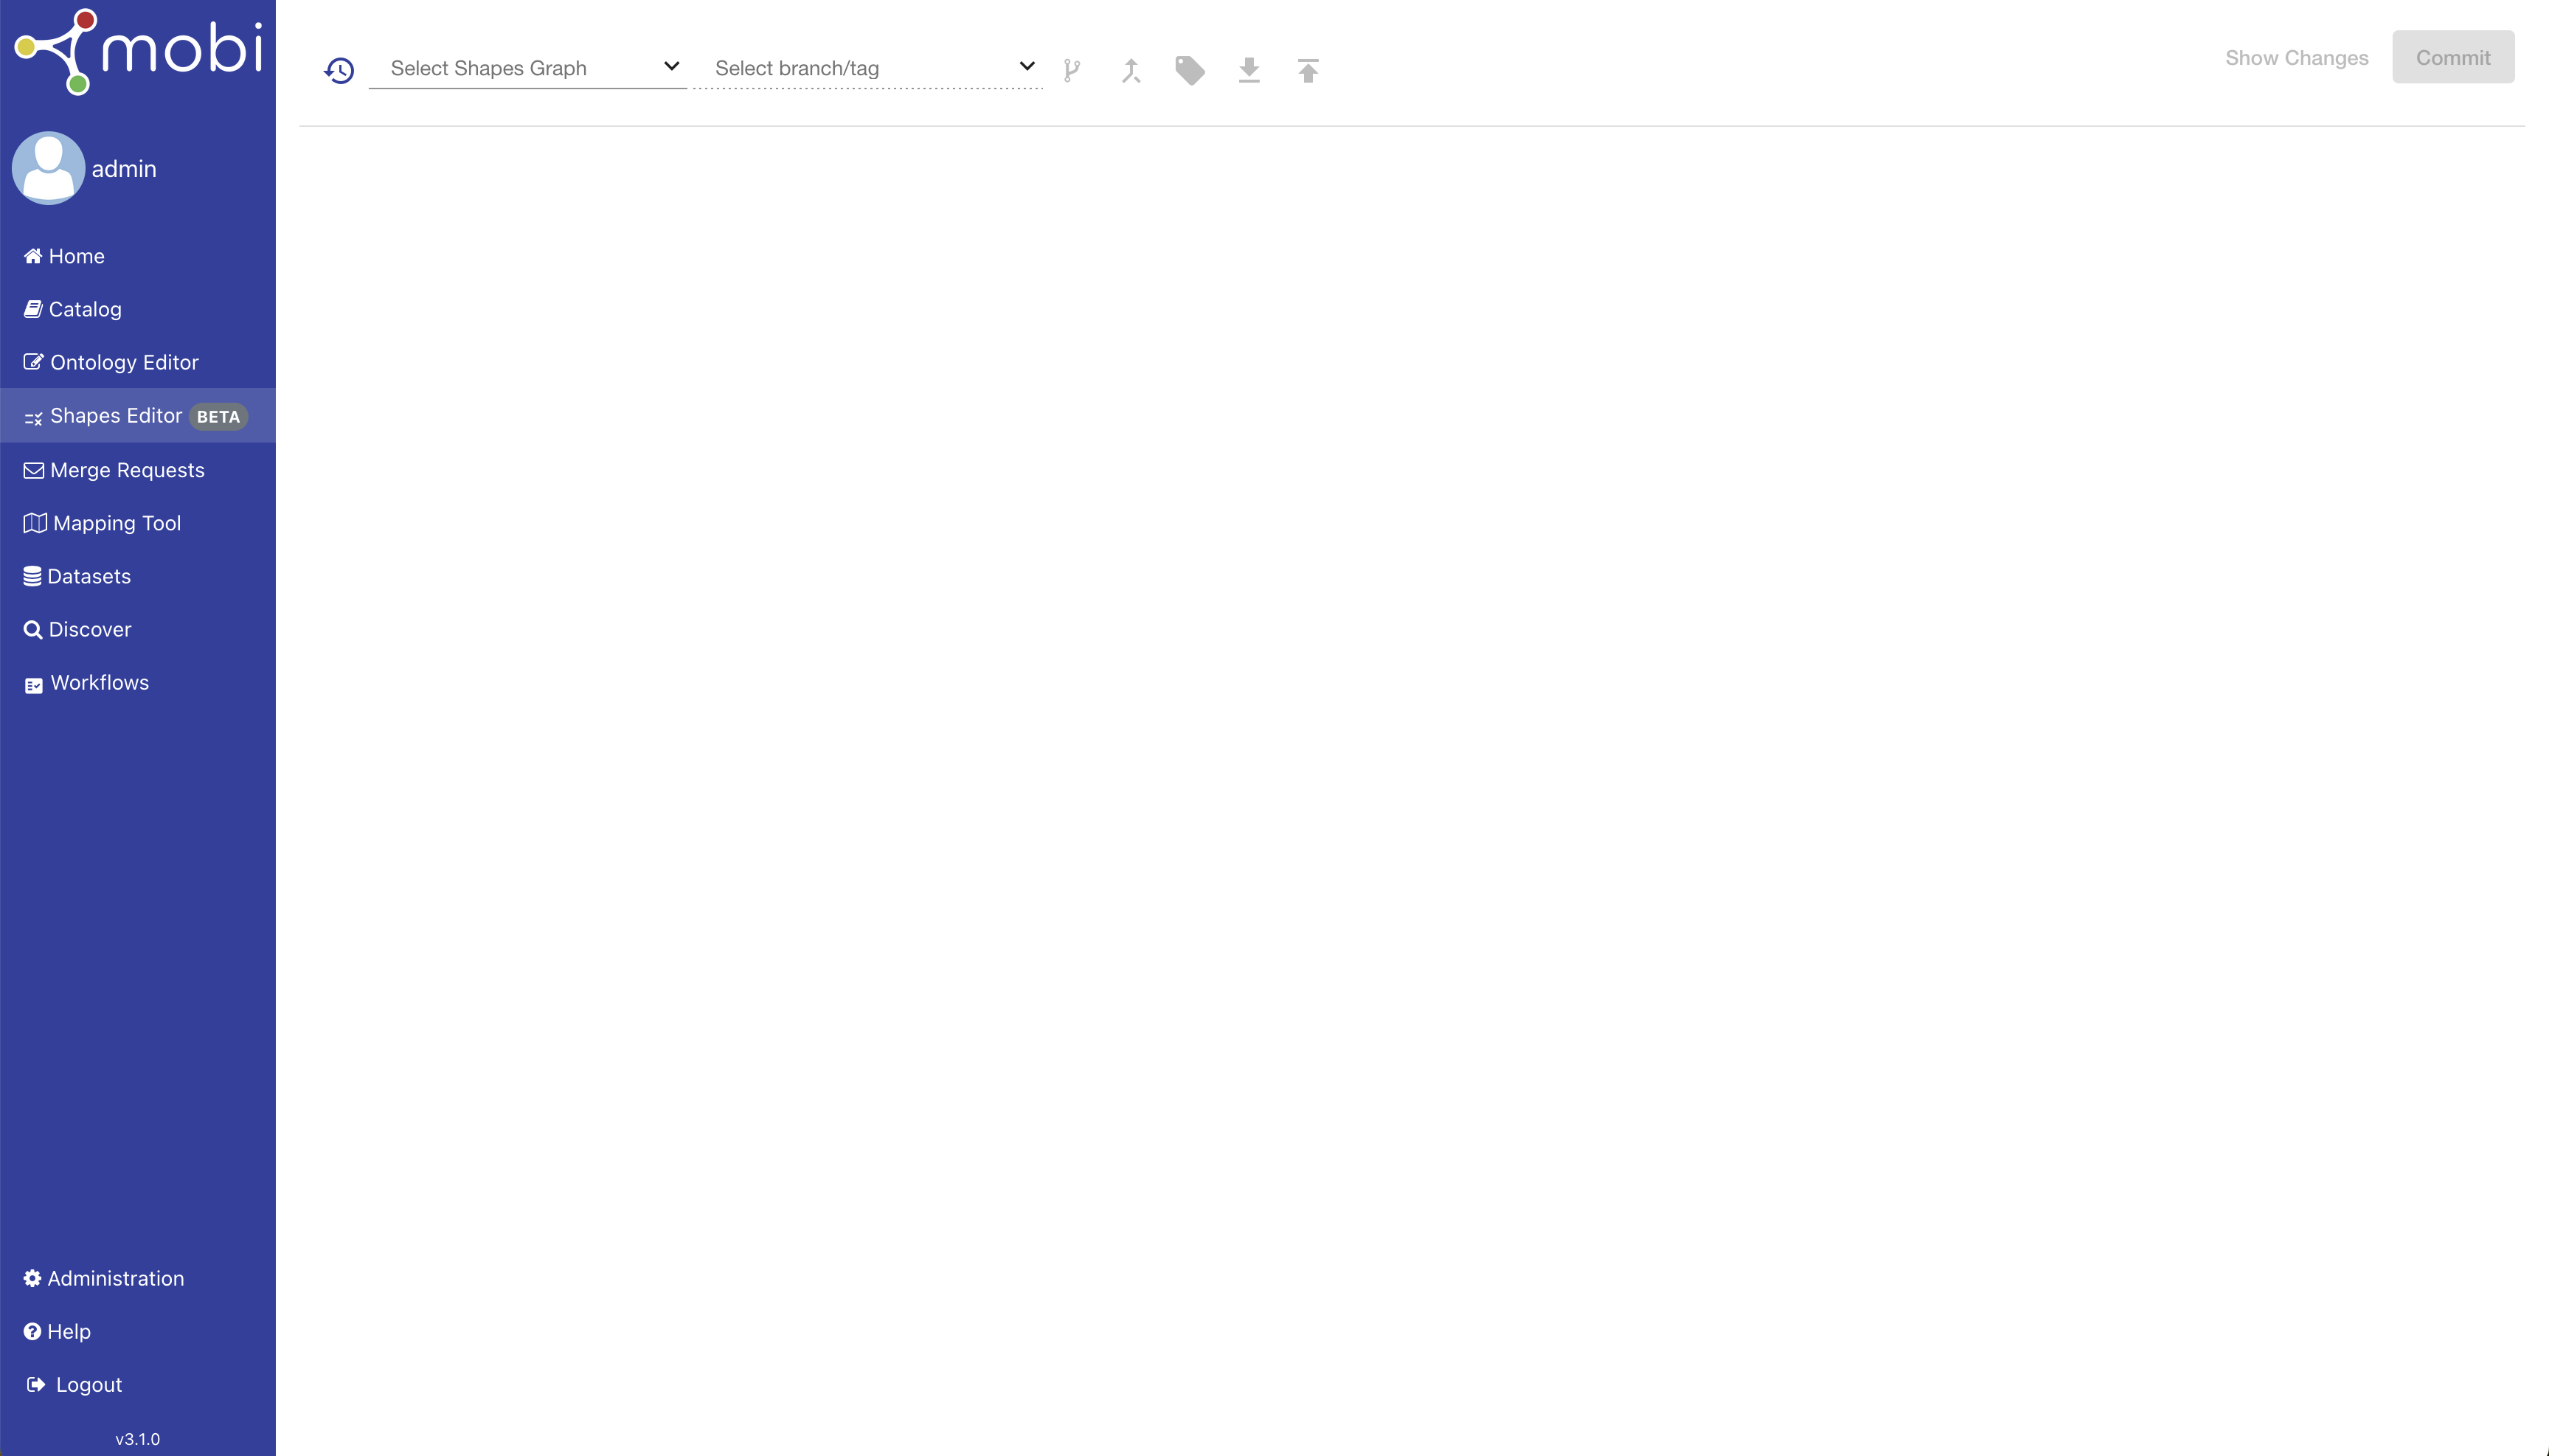 mobi
admin
Home
Catalog
Ontology Editor
Shapes Editor BETA
Merge Requests
Mapping Tool
Datasets
Discover
Workflows
Administration
Help
Logout
v3.1.0
Select Shapes Graph
Select branch/tag
Show Changes
Commit